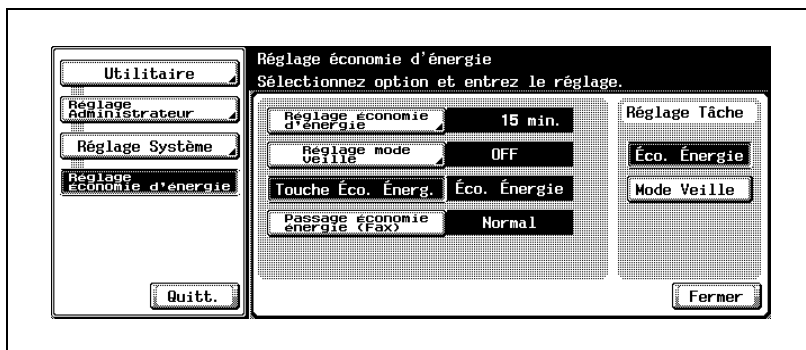 Réglage économie d'énergie
Sélectionnez option et entrez le réglage.
Utilitaire
Réglage
Administrateur
Réglage Système
Réglage
économie d'énergie
Quitt.
Réglage économie
d'énergie
15 min.
Réglage mode
veille
OFF
Touche Éco. Énerg.
Éco. Énergie
Passage économie
énergie (Fax)
Normal
Réglage Tâche
Éco. Énergie
Mode Veille
Fermer